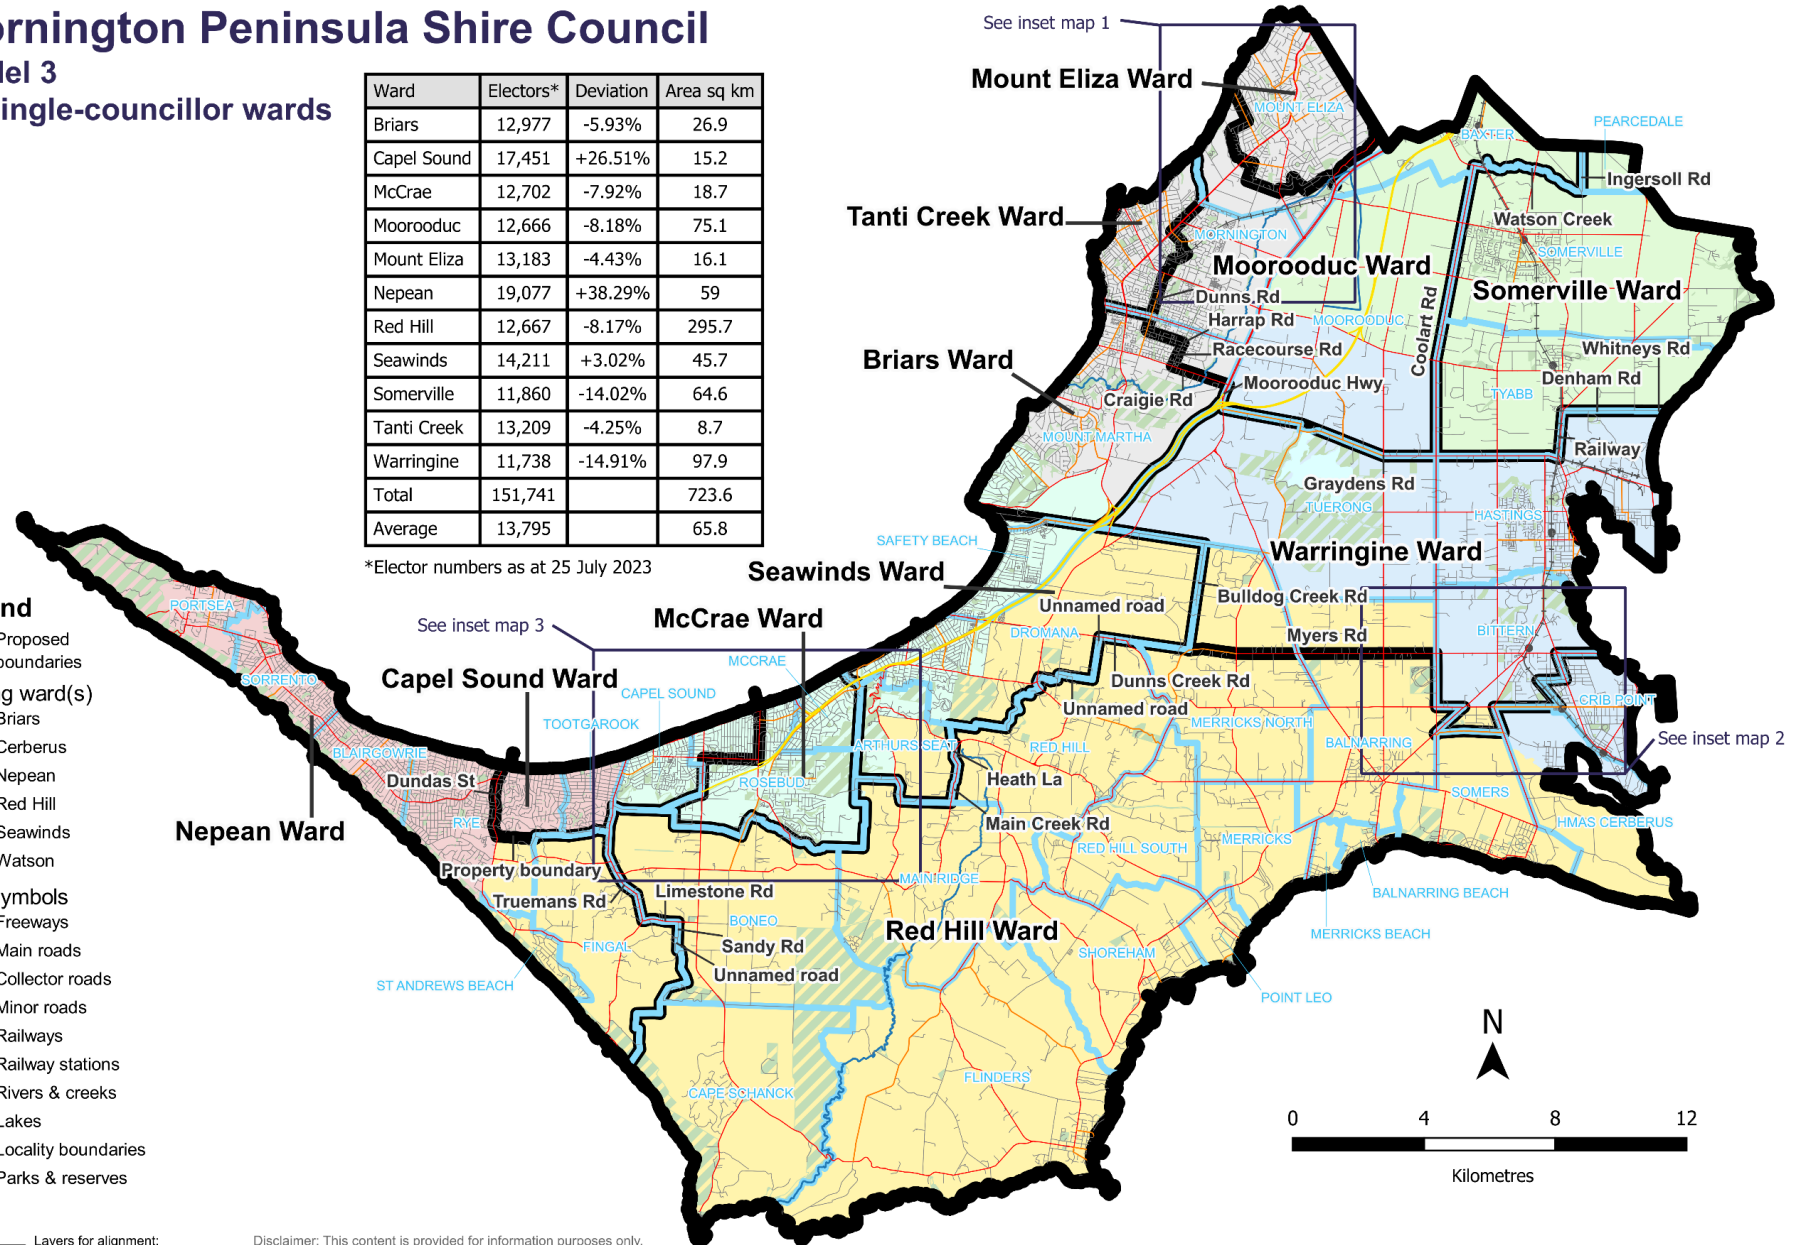 ornington Peninsula Shire Council
del 3
ingle-councillor wards
Ward Electors* Deviation Area sq km
Briars 12,977 -5.93% 26.9
Capel Sound 17,451 +26.51% 15.2
McCrae 12,702 -7.92% 18.7
Moorooduc 12,666 -8.18% 75.1
Mount Eliza 13,183 -4.43% 16.1
Nepean 19,077 +38.29% 59
Red Hill 12,667 -8.17% 295.7
Seawinds 14,211 +3.02% 45.7
Somerville 11,860 -14.02% 64.6
Tanti Creek 13,209 -4.25% 8.7
Warringine 11,738 -14.91% 97.9
Total 151,741 723.6
Average 13,795 65.8
*Elector numbers as at 25 July 2023
See inset map 1
Mount Eliza Ward
MOUNT ELIZA
BAXTER
PEARCEDALE
Ingersoll Rd
Tanti Creek Ward
Watson Creek
MORNINGTON
SOMERVILLE
Moorooduc Ward
Somerville Ward
Dunns Rd
Harrap Rd
MOOROODUC
Coolart Rd
Racecourse Rd
Whitneys Rd
Briars Ward
Moorooduc Hwy
Denham Rd
Craigie Rd
TYABB
MOUNT MARTHA
Railway
Graydens Rd
TUERONG
HASTINGS
SAFETY BEACH
Warringine Ward
Seawinds Ward
Bulldog Creek Rd
Unnamed road
McCrae Ward
See inset map 3
DROMANA
Myers Rd
BITTERN
PORTSEA
SORRENTO
Capel Sound Ward
MCCRAE
CAPEL SOUND
Dunns Creek Rd
Unnamed road
CRIB POINT
TOOTGAROOK
MERRICKS NORTH
BLAIRGOWRIE
ARTHURS SEAT
RED HILL
BALNARRING
See inset map 2
Dundas St
ROSEBUD
Heath La
SOMERS
Nepean Ward
RYE
Main Creek Rd
HMAS CERBERUS
MERRICKS
RED HILL SOUTH
Property boundary
MAIN RIDGE
Truemans Rd
Limestone Rd
BALNARRING BEACH
BONEO
Red Hill Ward
MERRICKS BEACH
FINGAL
Sandy Rd
SHOREHAM
Unnamed road
ST ANDREWS BEACH
POINT LEO
FLINDERS
CAPE SCHANCK
N
0 4 8 12
Kilometres
nd
Proposed
boundaries
g ward(s)
Briars
Cerberus
Nepean
Red Hill
Seawinds
Watson
ymbols
Freeways
Main roads
Collector roads
Minor roads
Railways
Railway stations
Rivers & creeks
Lakes
Locality boundaries
Parks & reserves
Layers for alignment:
Disclaimer: This content is provided for information purposes only.